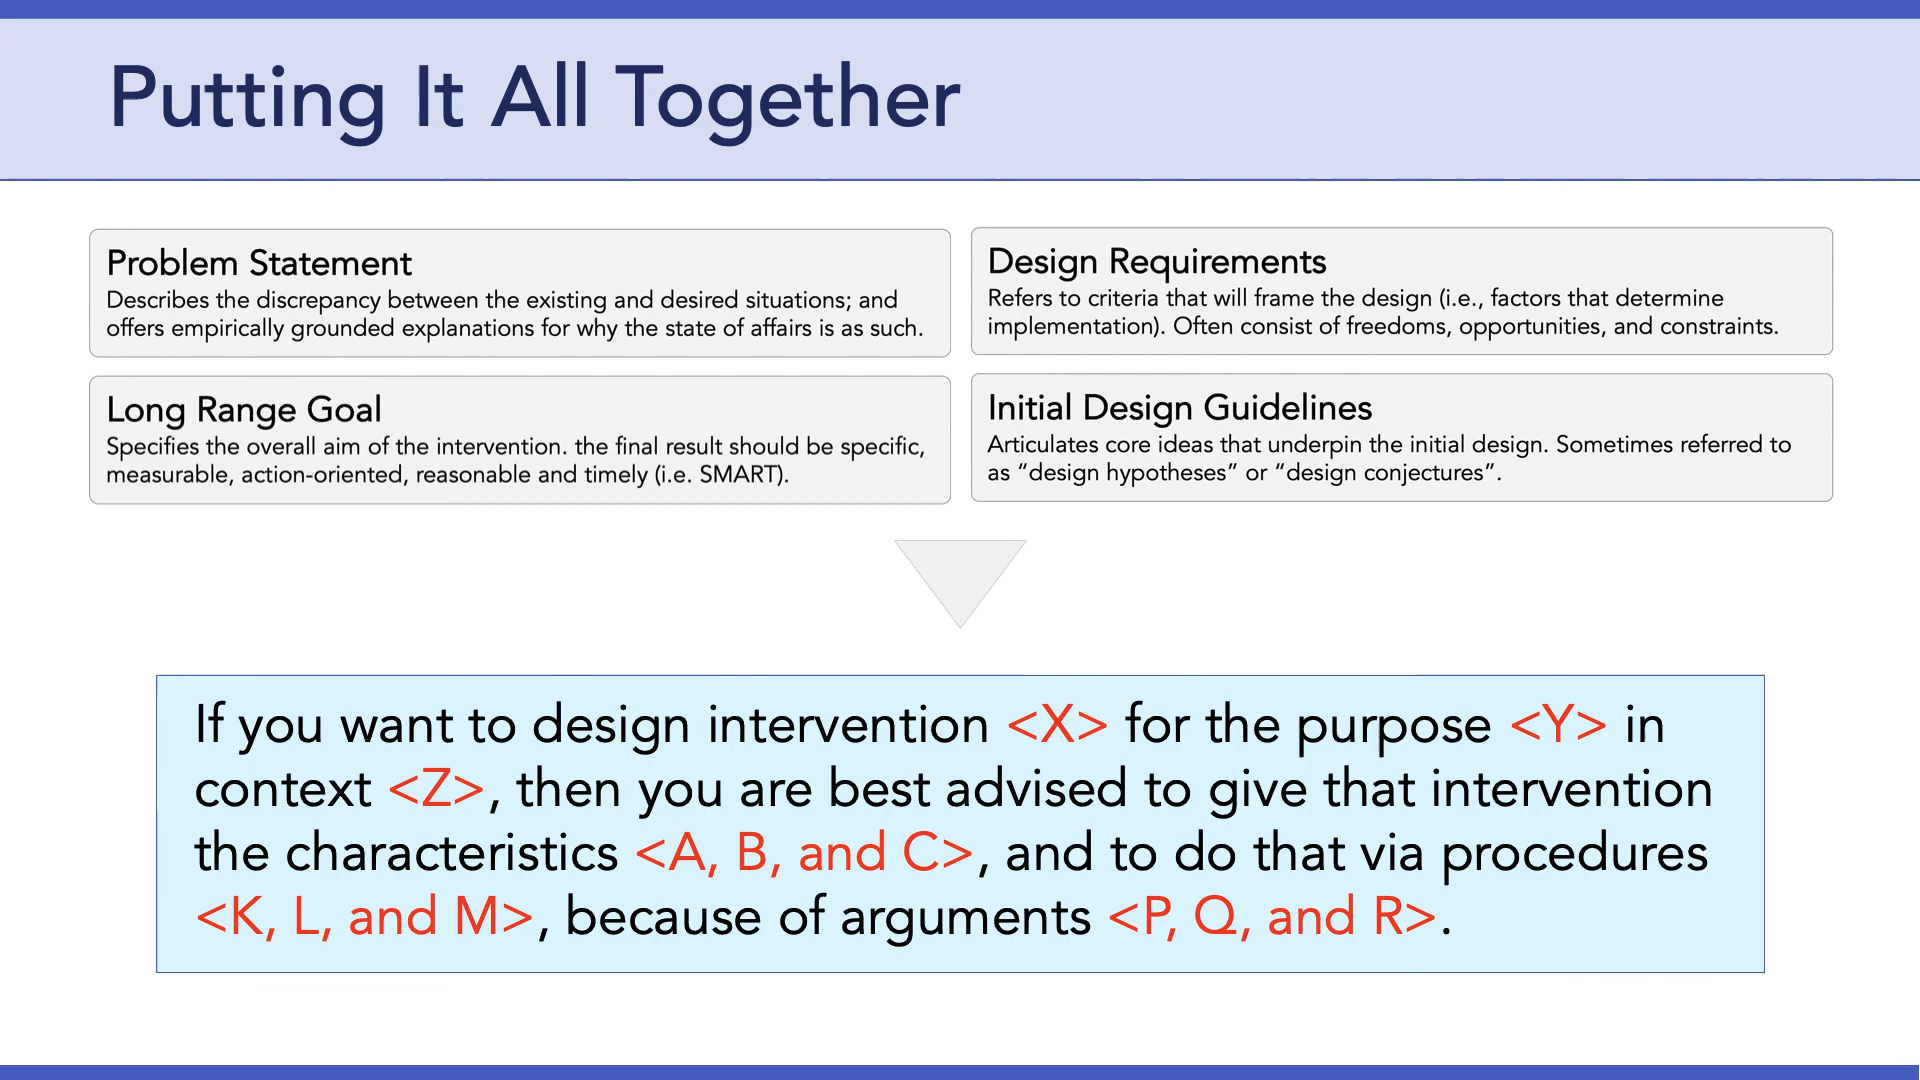 Putting It All Together
Problem Statement
Describes the discrepancy between the existing and desired situations; and
offers empirically grounded explanations for why the state of affairs is as such.
Design Requirements
Refers to criteria that will frame the design (i.e., factors that determine
implementation). Often consist of freedoms, opportunities, and constraints.
Long Range Goal
Specifies the overall aim of the intervention. the final result should be specific,
measurable, action-oriented, reasonable and timely (i.e. SMART).
Initial Design Guidelines
Articulates core ideas that underpin the initial design. Sometimes referred to
as “design hypotheses” or “design conjectures”.
If you want to design intervention <X> for the purpose <Y> in
context <Z>, then you are best advised to give that intervention
the characteristics <A, B, and C>, and to do that via procedures
<K, L, and M>, because of arguments <P, Q, and R>.